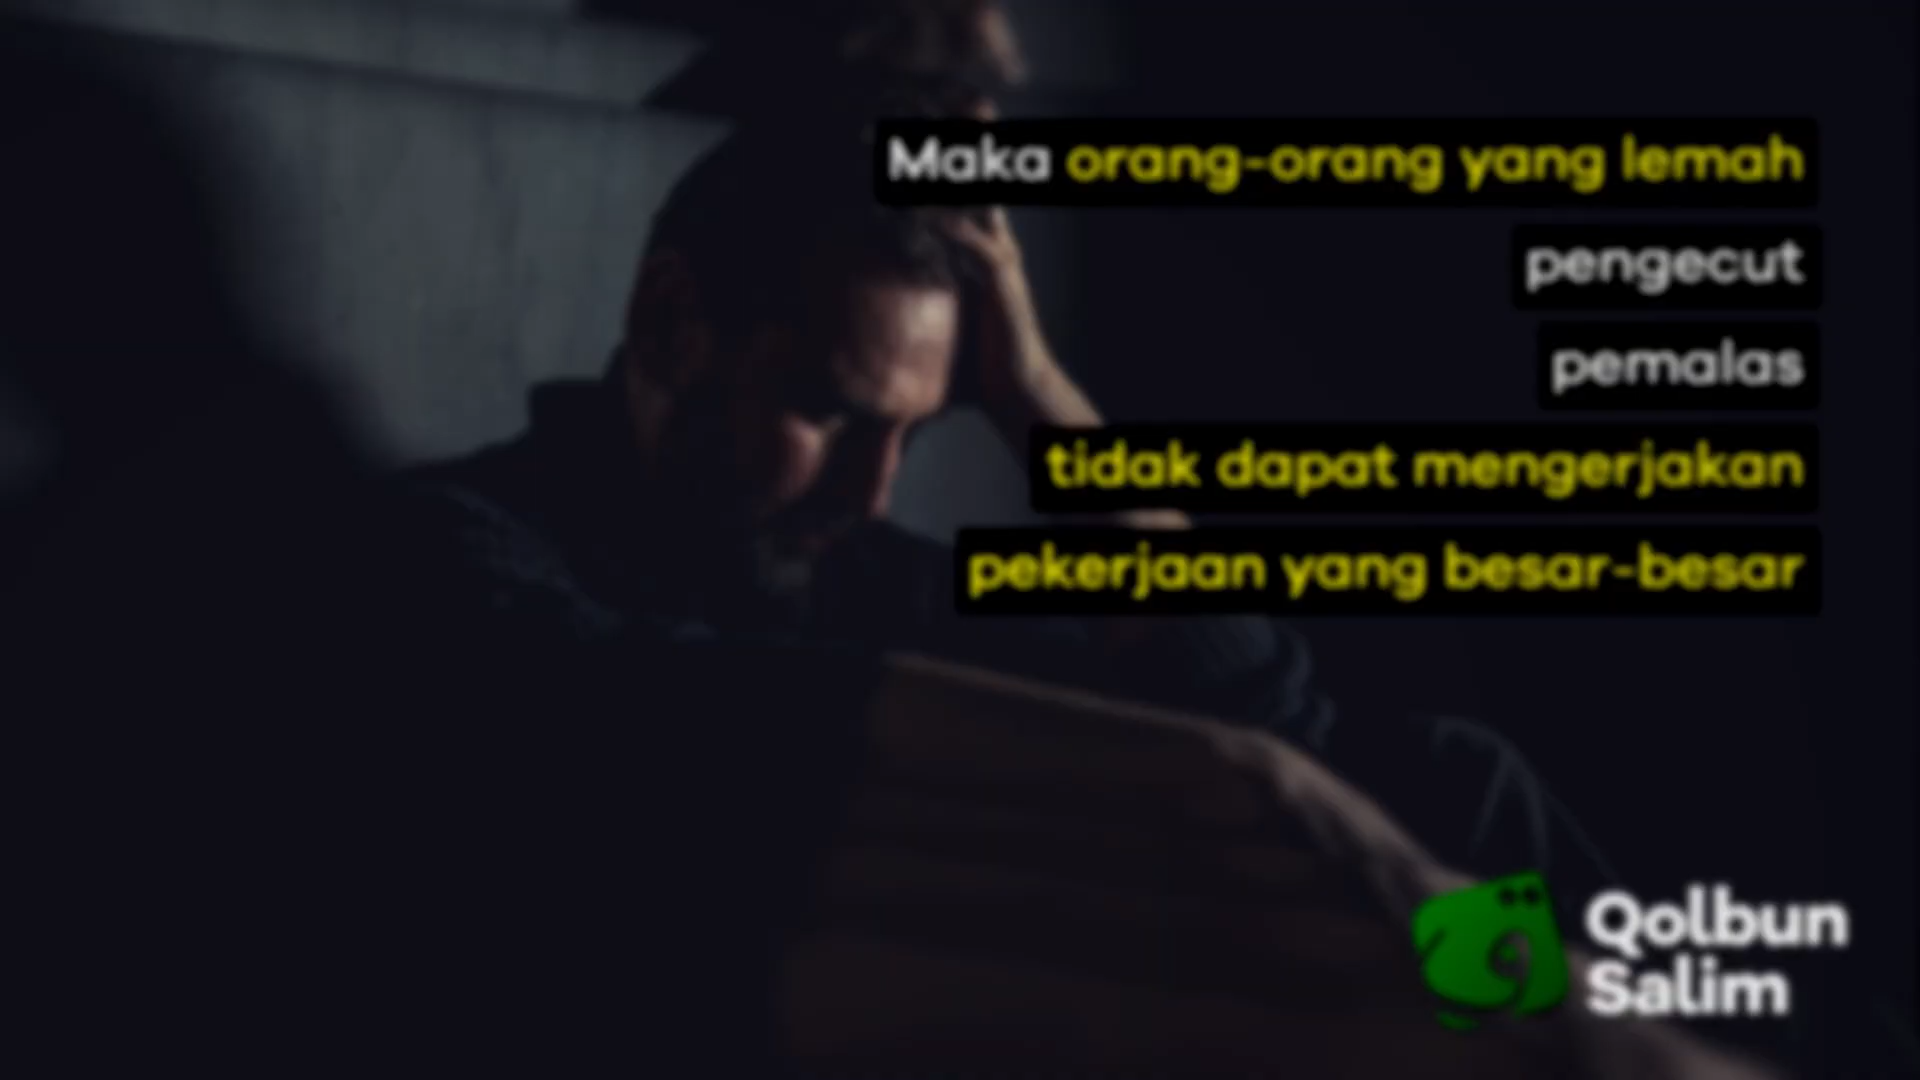 Maka orang-orang yang lemah
pengecut
pemalas
tidak dapat mengerjakan
pekerjaan yang besar-besar
Qolbun
Salim